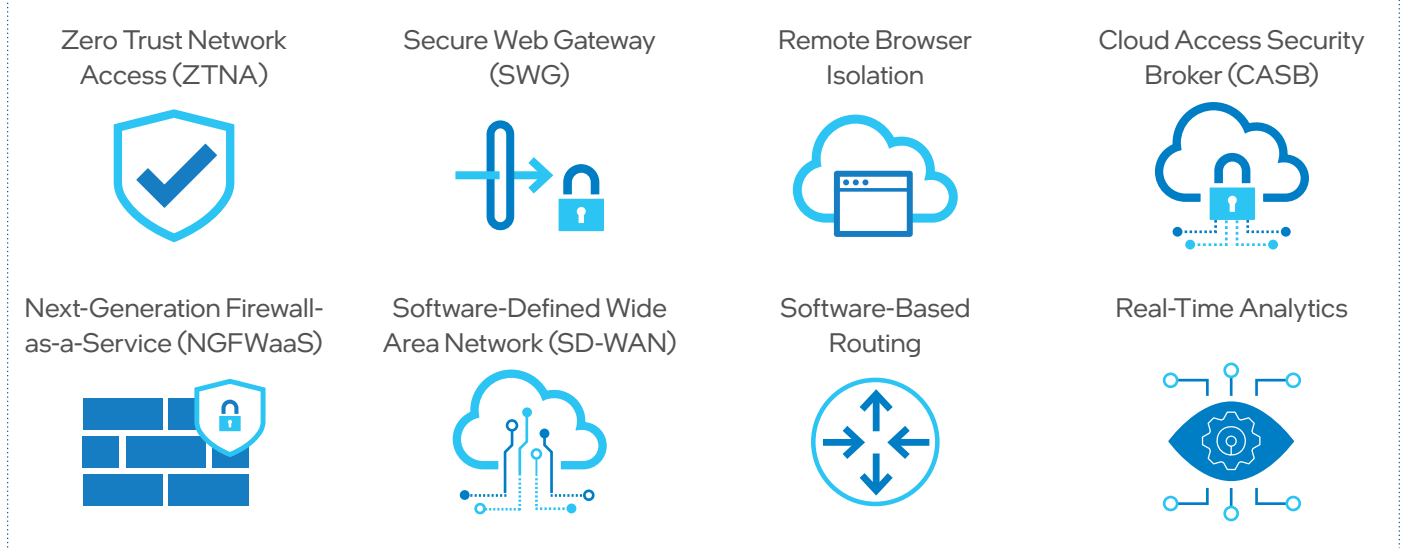 Zero Trust Network
Access (ZTNA)
Secure Web Gateway
(SWG)
Remote Browser
Isolation
Cloud Access Security
Broker (CASB)
Next-Generation Firewall-
as-a-Service (NGFWaaS)
Software-Defined Wide
Area Network (SD-WAN)
Software-Based
Routing
Real-Time Analytics